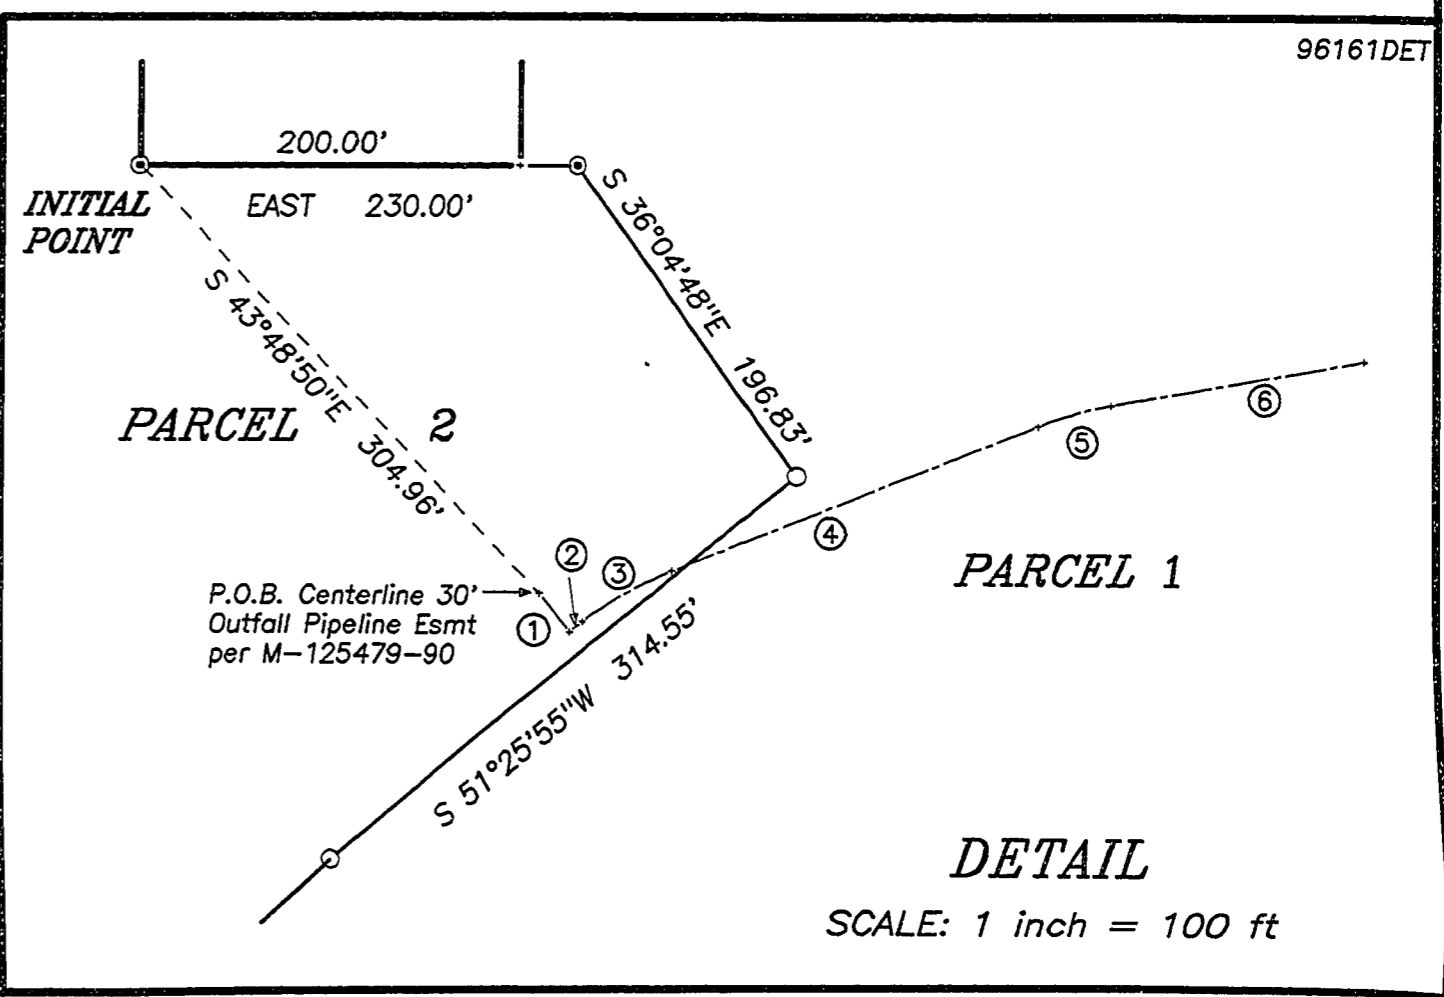 96161DET
200.00'
INITIAL
POINT
EAST 230.00'
S 36°04'48"E 196.83'
S 43°48'50"E 304.96'
PARCEL 2
6
5
4
2
3
PARCEL 1
P.O.B. Centerline 30'
Outfall Pipeline Esmt
per M-125479-90
1
S 51°25'55"W 314.55'
DETAIL
SCALE: 1 inch = 100 ft